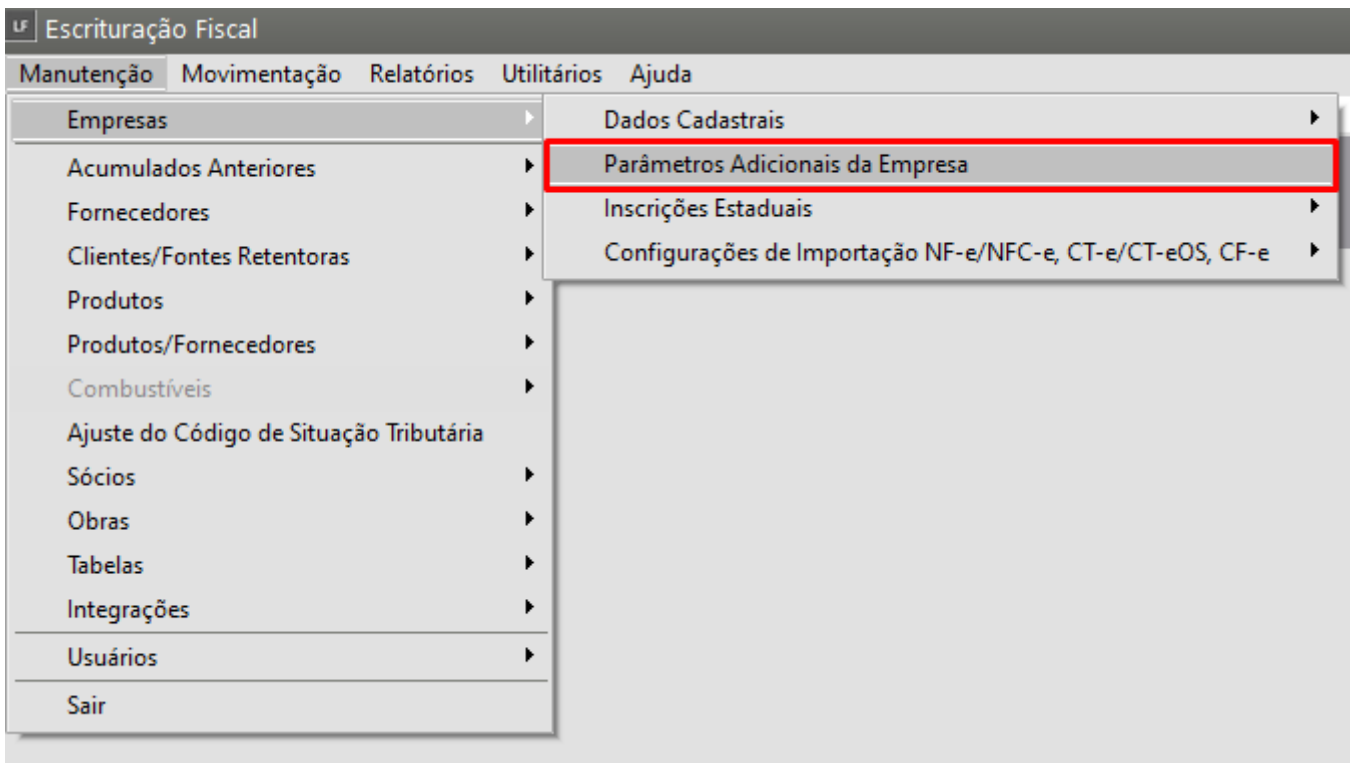 LF Escrituração Fiscal
Manutenção Movimentação Relatórios Utilitários Ajuda
Empresas
Acumulados Anteriores
Fornecedores
Clientes/Fontes Retentoras
Produtos
Produtos/Fornecedores
Combustíveis
Ajuste do Código de Situação Tributária
Sócios
Obras
Tabelas
Integrações
Usuários
Sair
Dados Cadastrais
Parâmetros Adicionais da Empresa
Inscrições Estaduais
Configurações de Importação NF-e/NFC-e, CT-e/CT-eOS, CF-e